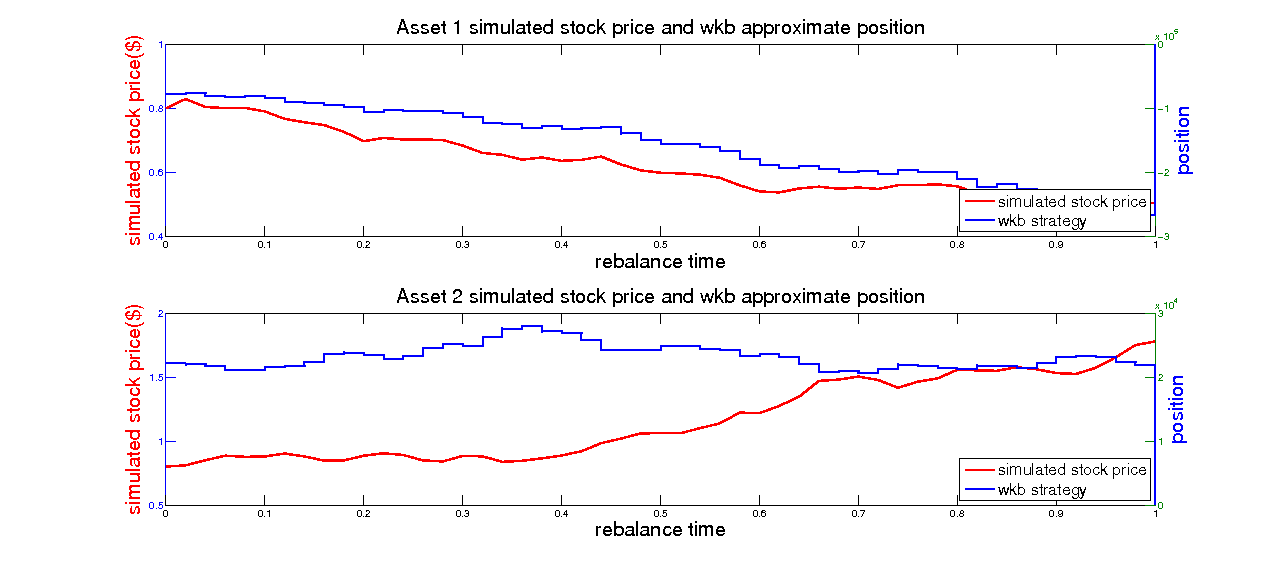 Asset 1 simulated stock price and wkb approximate position
simulated stock price($)
1
0.8
0.6
0.4
0 0.1 0.2 0.3 0.4 0.5 0.6 0.7 0.8 0.9 1
rebalance time
x 10^5
0
-1
-2
-3
position
simulated stock price
wkb strategy
Asset 2 simulated stock price and wkb approximate position
simulated stock price($)
2
1.5
1
0.5
0 0.1 0.2 0.3 0.4 0.5 0.6 0.7 0.8 0.9 1
rebalance time
x 10^4
3
2
1
0
position
simulated stock price
wkb strategy